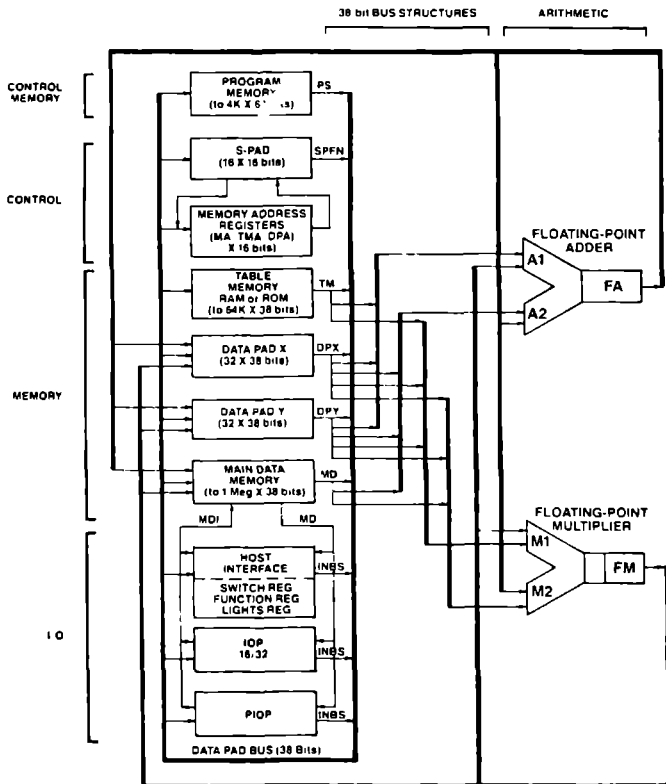 38 bit BUS STRUCTURES
ARITHMETIC
CONTROL
MEMORY
PROGRAM
MEMORY
(to 4K X
PS
S-PAD
(16 X 16 bits)
SPFN
CONTROL
MEMORY ADDRESS
REGISTERS
(MA, TMA, DPA)
X 16 bits)
FLOATING-POINT
ADDER
A1
A2
FA
TABLE
MEMORY
RAM or ROM
(to 64K X 38 bits)
TM
DATA PAD X
(32 X 38 bits)
DPX
MEMORY
DATA PAD Y
(32 X 38 bits)
DPY
MAIN DATA
MEMORY
(to 1 Meg X 38 bits)
MD
MDI
MD
FLOATING-POINT
MULTIPLIER
M1
M2
FM
HOST
INTERFACE
INBS
SWITCH REG
FUNCTION REG
LIGHTS REG
I O
IOP
16/32
INBS
PIOP
INBS
DATA PAD BUS (38 Bits)